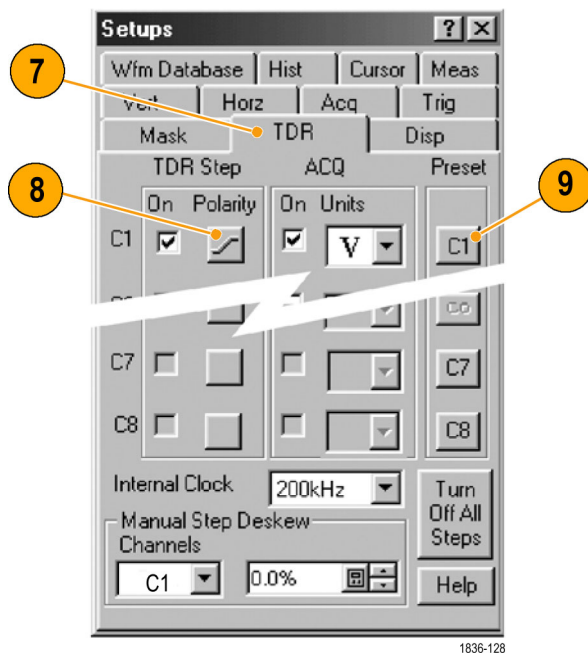 Setups ? ×
7
Wfm Database Hist Cursor Meas
Vert Horz Acq Trig
Mask TDR Disp
TDR Step ACQ Preset
8
9
On Polarity On Units
C1 V C1
C7 C7
C8 C8
Internal Clock 200kHz
Turn Off All Steps
Manual Step Deskew
Channels
C1 0.0%
Help
1836-128